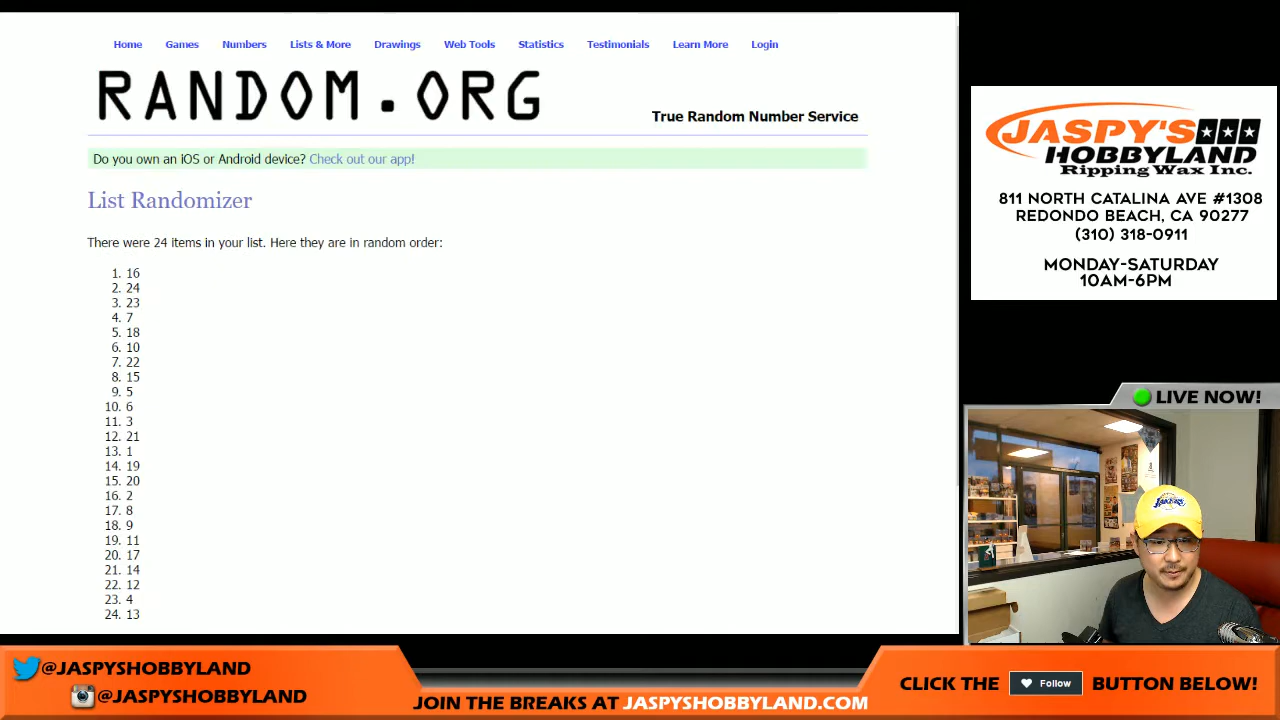 Home Games Numbers Lists & More Drawings Web Tools Statistics Testimonials Learn More Login
RANDOM.ORG
True Random Number Service
Do you own an iOS or Android device? Check out our app!
List Randomizer
There were 24 items in your list. Here they are in random order:
1. 16
2. 24
3. 23
4. 7
5. 18
6. 10
7. 22
8. 15
9. 5
10. 6
11. 3
12. 21
13. 1
14. 19
15. 20
16. 2
17. 8
18. 9
19. 11
20. 17
21. 14
22. 12
23. 4
24. 13
JASPY'S
HOBBYLAND
Ripping Wax Inc.
811 NORTH CATALINA AVE #1308
REDONDO BEACH, CA 90277
(310) 318-0911
MONDAY-SATURDAY
10AM-6PM
LIVE NOW!
LAKERS
@JASPYSHOBBYLAND
@JASPYSHOBBYLAND
JOIN THE BREAKS AT JASPYSHOBBYLAND.COM
CLICK THE Follow BUTTON BELOW!